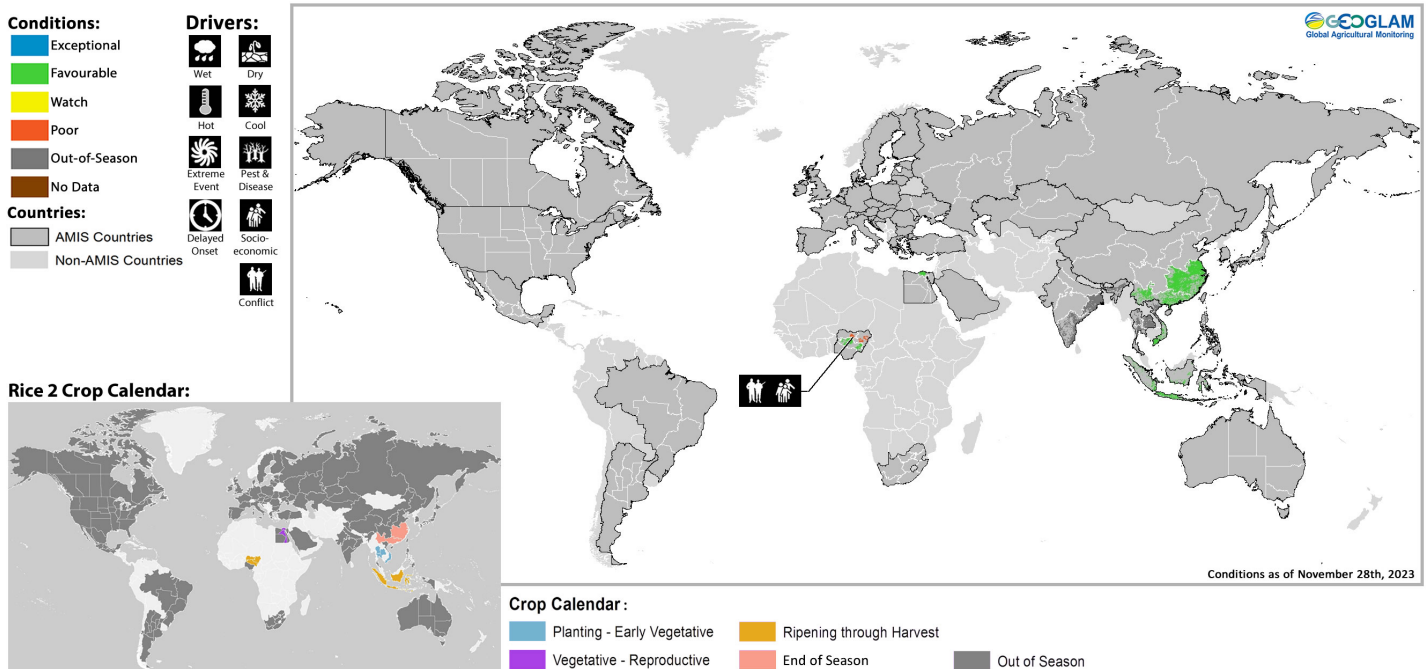 Conditions:
Exceptional
Favourable
Watch
Poor
Out-of-Season
No Data
Countries:
AMIS Countries
Non-AMIS Countries
Drivers:
Wet
Dry
Hot
Cool
Extreme
Event
Pest &
Disease
Delayed
Onset
Socio-
economic
Conflict
GEOGLAM
Global Agricultural Monitoring
Conditions as of November 28th, 2023
Rice 2 Crop Calendar:
Crop Calendar :
Planting - Early Vegetative
Ripening through Harvest
Vegetative - Reproductive
End of Season
Out of Season